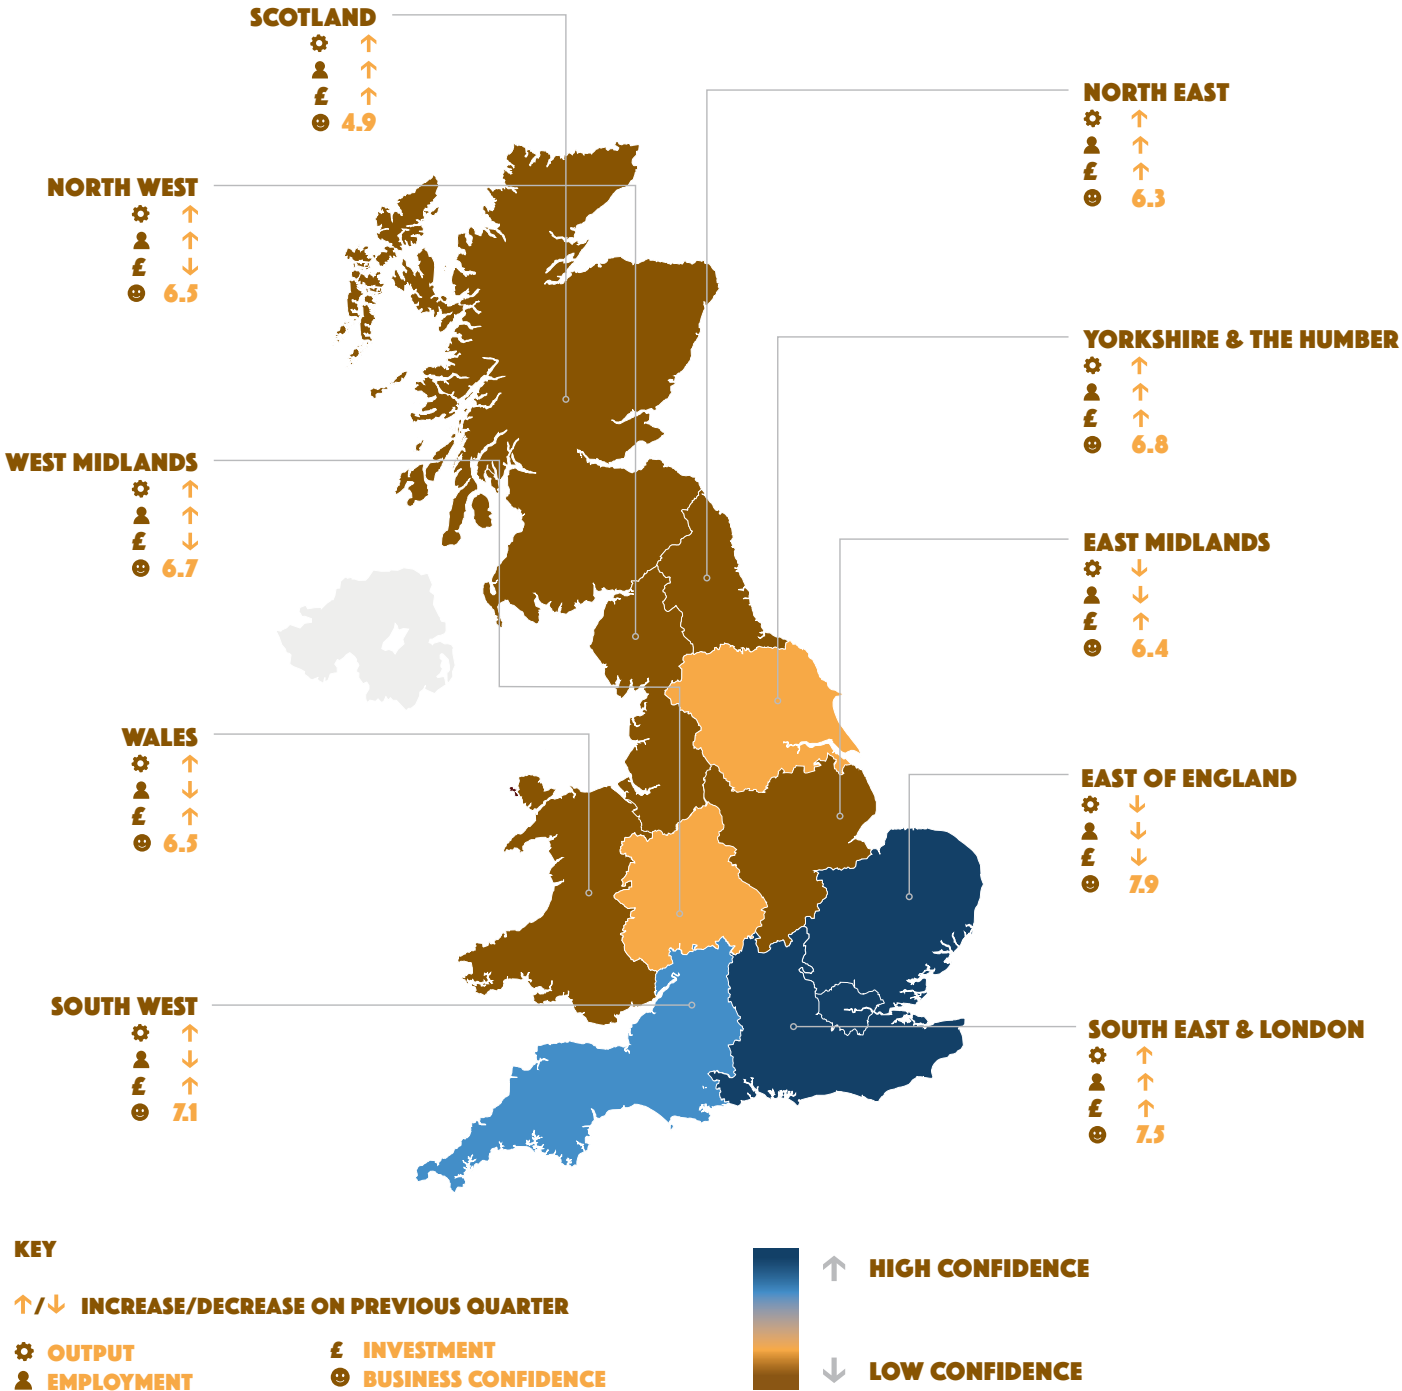 SCOTLAND
↑
↑
£ ↑
4.9
NORTH WEST
↑
↑
£ ↓
6.5
WEST MIDLANDS
↑
↑
£ ↓
6.7
WALES
↑
↓
£ ↑
6.5
SOUTH WEST
↑
↓
£ ↑
7.1
NORTH EAST
↑
↑
£ ↑
6.3
YORKSHIRE & THE HUMBER
↑
↑
£ ↑
6.8
EAST MIDLANDS
↓
↓
£ ↑
6.4
EAST OF ENGLAND
↓
↓
£ ↓
7.9
SOUTH EAST & LONDON
↑
↑
£ ↑
7.5
KEY
↑/↓ INCREASE/DECREASE ON PREVIOUS QUARTER
OUTPUT
EMPLOYMENT
£ INVESTMENT
BUSINESS CONFIDENCE
↑ HIGH CONFIDENCE
↓ LOW CONFIDENCE